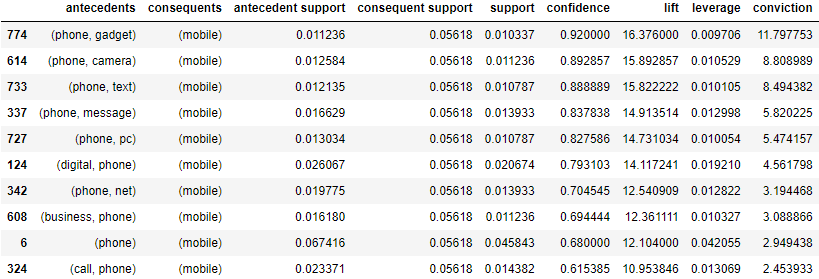 antecedents consequents antecedent support consequent support support confidence lift leverage conviction
774 (phone, gadget) (mobile) 0.011236 0.05618 0.010337 0.920000 16.376000 0.009706 11.797753
614 (phone, camera) (mobile) 0.012584 0.05618 0.011236 0.892857 15.892857 0.010529 8.808989
733 (phone, text) (mobile) 0.012135 0.05618 0.010787 0.888889 15.822222 0.010105 8.494382
337 (phone, message) (mobile) 0.016629 0.05618 0.013933 0.837838 14.913514 0.012998 5.820225
727 (phone, pc) (mobile) 0.013034 0.05618 0.010787 0.827586 14.731034 0.010054 5.474157
124 (digital, phone) (mobile) 0.026067 0.05618 0.020674 0.793103 14.117241 0.019210 4.561798
342 (phone, net) (mobile) 0.019775 0.05618 0.013933 0.704545 12.540909 0.012822 3.194468
608 (business, phone) (mobile) 0.016180 0.05618 0.011236 0.694444 12.361111 0.010327 3.088866
6 (phone) (mobile) 0.067416 0.05618 0.045843 0.680000 12.104000 0.042055 2.949438
324 (call, phone) (mobile) 0.023371 0.05618 0.014382 0.615385 10.953846 0.013069 2.453933